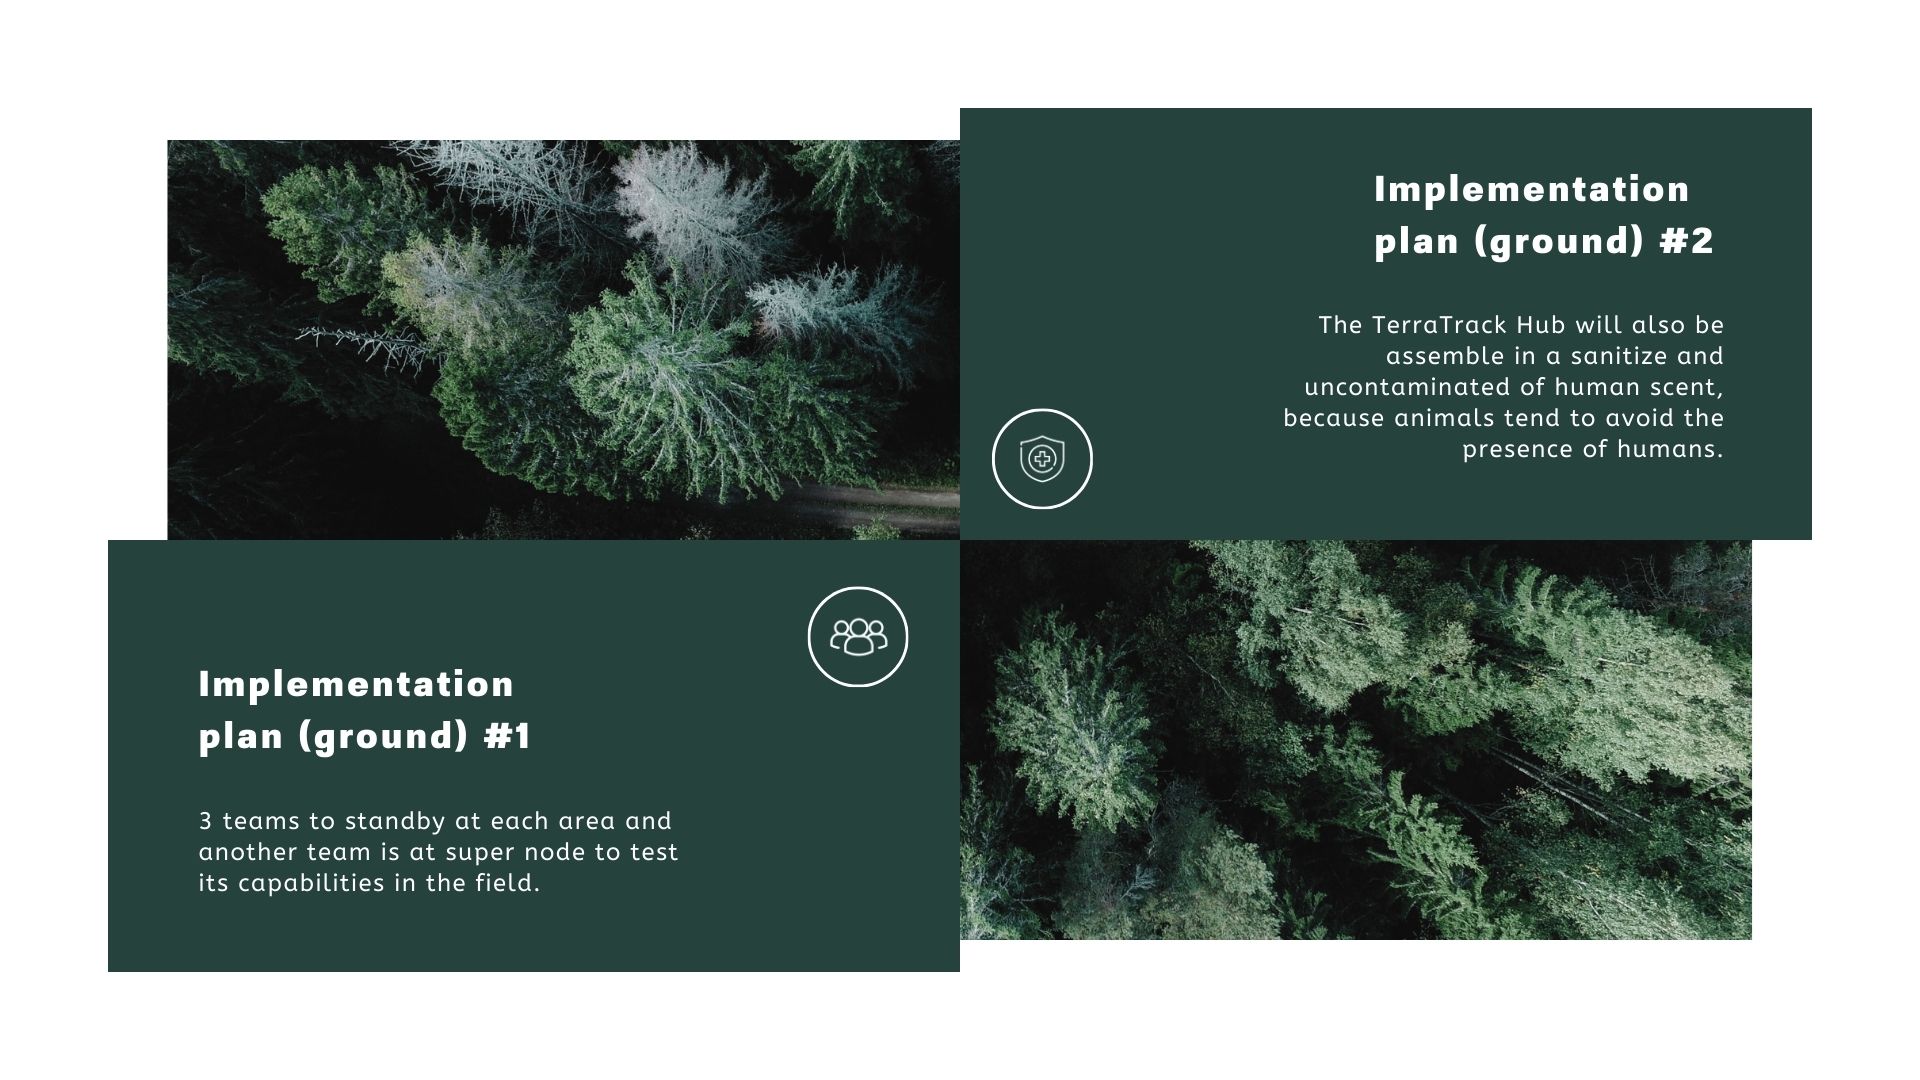 Implementation
plan (ground) #2
The TerraTrack Hub will also be
assemble in a sanitize and
uncontaminated of human scent,
because animals tend to avoid the
presence of humans.
Implementation
plan (ground) #1
3 teams to standby at each area and
another team is at super node to test
its capabilities in the field.